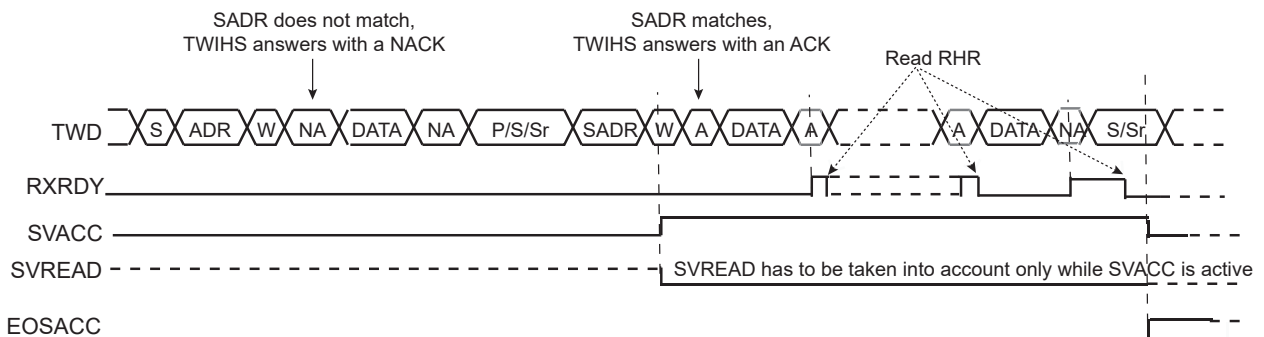 SADR does not match,
TWIHS answers with a NACK
SADR matches,
TWIHS answers with an ACK
Read RHR
TWD S ADR W NA DATA NA P/S/Sr SADR W A DATA A A DATA NA S/Sr
RXRDY
SVACC
SVREAD SVREAD has to be taken into account only while SVACC is active
EOSACC